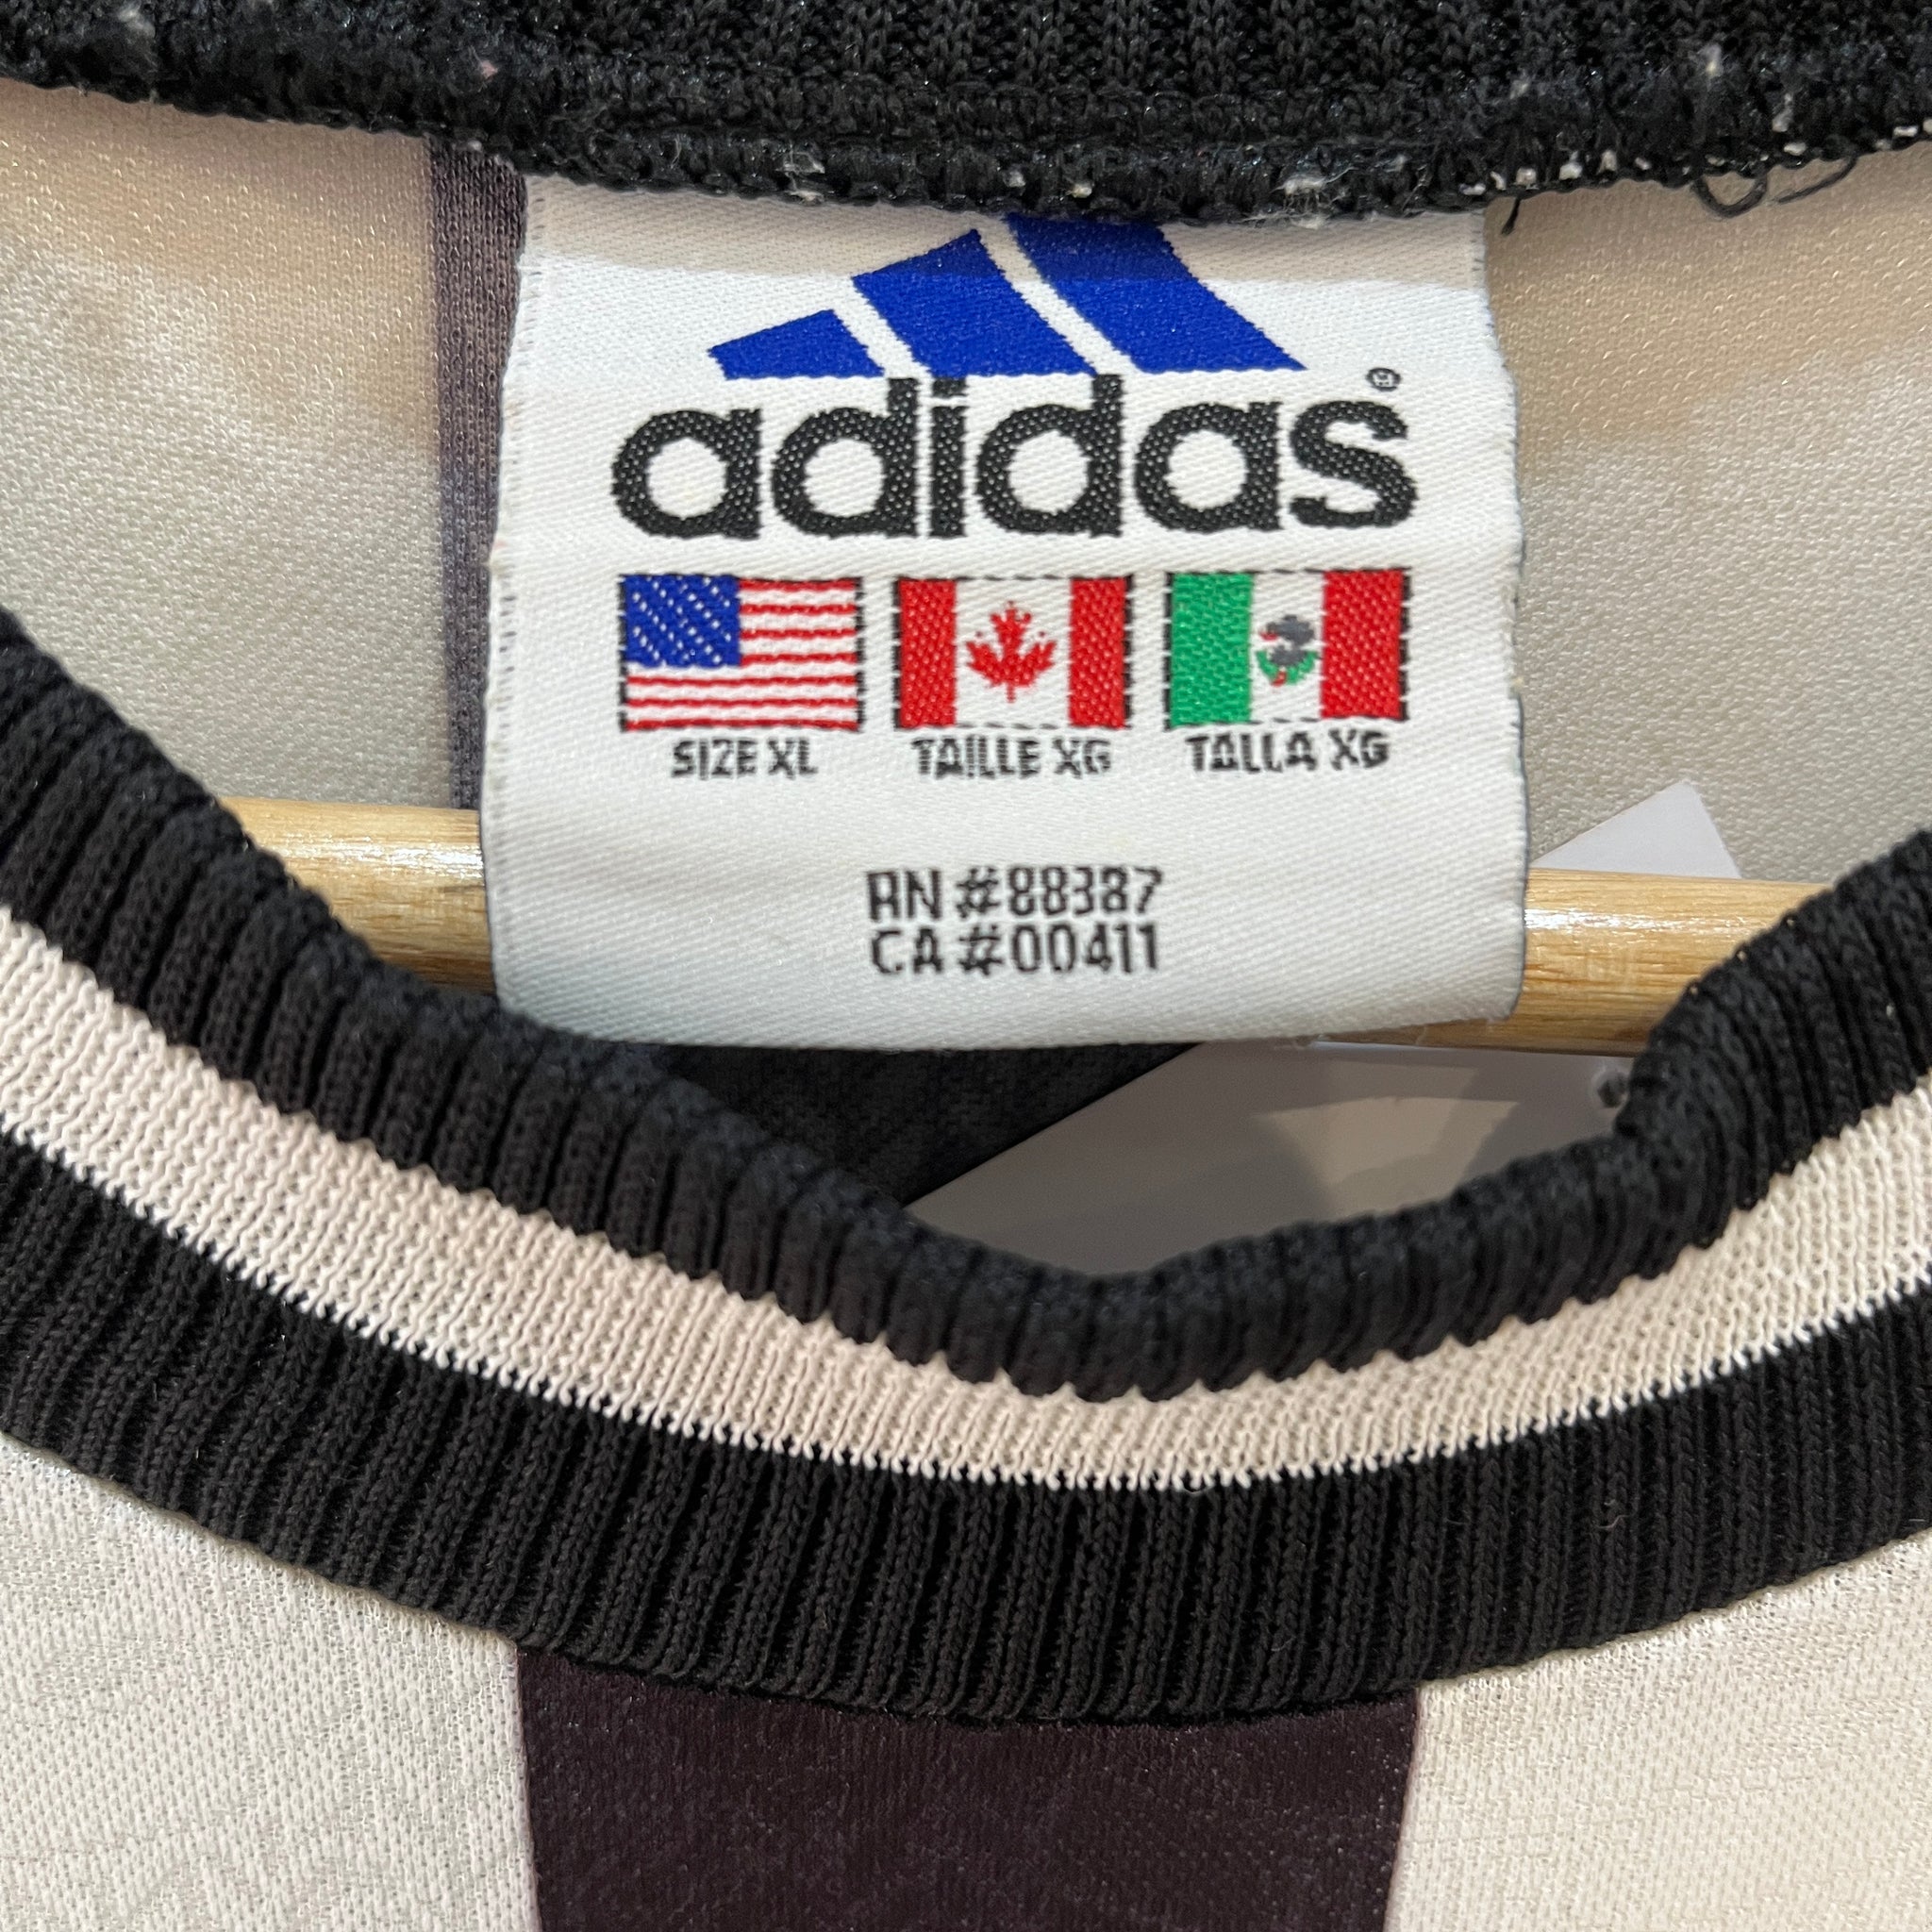 adidas®
SIZE XL TAILLE XG TALLA XG
RN #88387
CA #00411